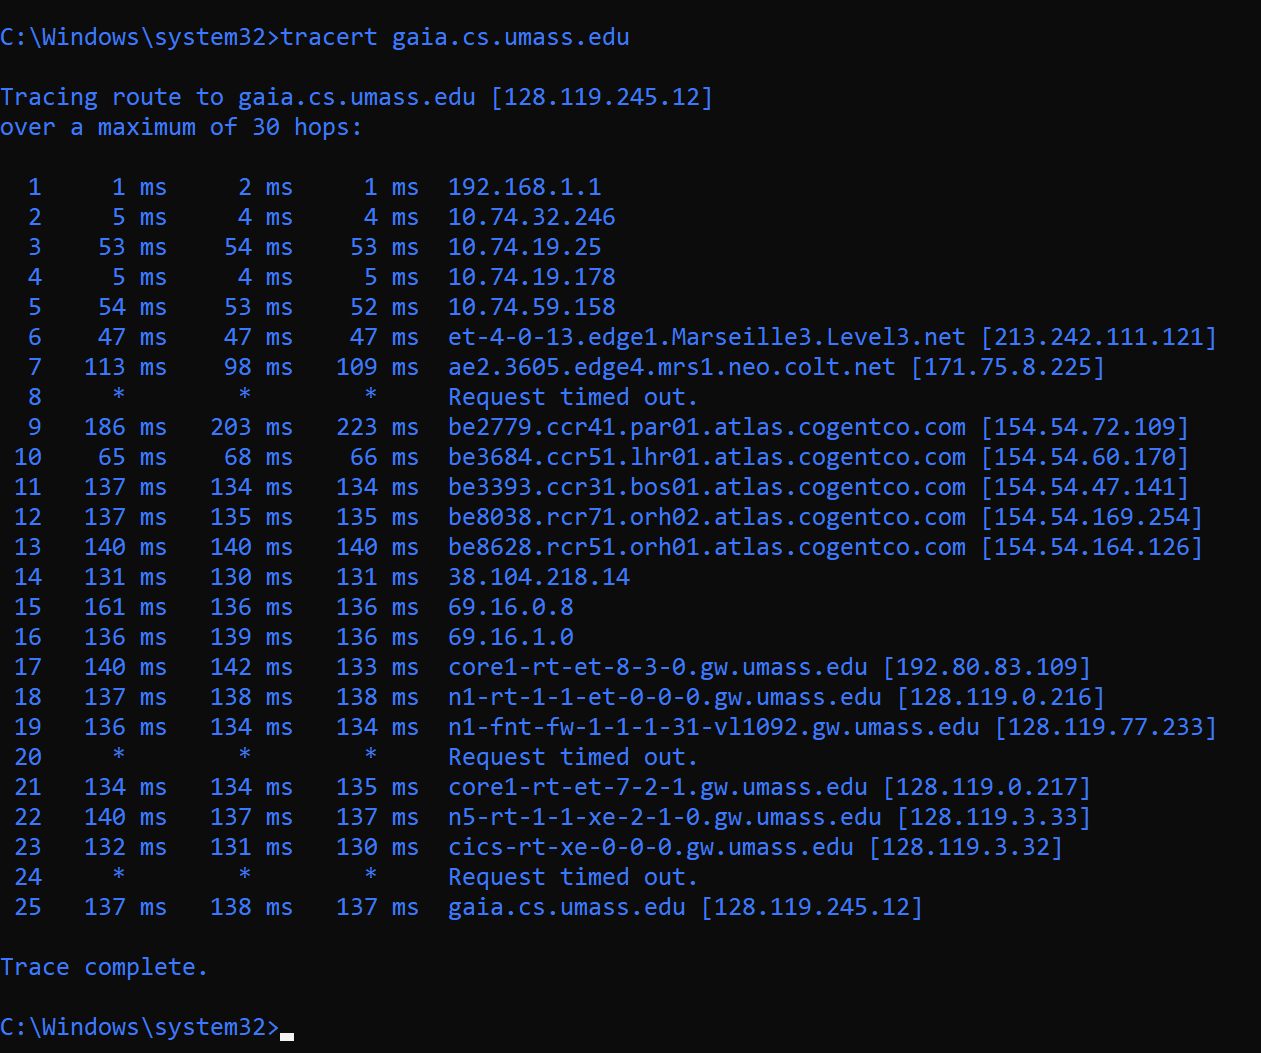 C:\Windows\system32>tracert gaia.cs.umass.edu
Tracing route to gaia.cs.umass.edu [128.119.245.12]
over a maximum of 30 hops:
  1     1 ms     2 ms     1 ms  192.168.1.1
  2     5 ms     4 ms     4 ms  10.74.32.246
  3    53 ms    54 ms    53 ms  10.74.19.25
  4     5 ms     4 ms     5 ms  10.74.19.178
  5    54 ms    53 ms    52 ms  10.74.59.158
  6    47 ms    47 ms    47 ms  et-4-0-13.edge1.Marseille3.Level3.net [213.242.111.121]
  7   113 ms    98 ms   109 ms  ae2.3605.edge4.mrs1.neo.colt.net [171.75.8.225]
  8     *        *        *     Request timed out.
  9   186 ms   203 ms   223 ms  be2779.ccr41.par01.atlas.cogentco.com [154.54.72.109]
 10    65 ms    68 ms    66 ms  be3684.ccr51.lhr01.atlas.cogentco.com [154.54.60.170]
 11   137 ms   134 ms   134 ms  be3393.ccr31.bos01.atlas.cogentco.com [154.54.47.141]
 12   137 ms   135 ms   135 ms  be8038.rcr71.orh02.atlas.cogentco.com [154.54.169.254]
 13   140 ms   140 ms   140 ms  be8628.rcr51.orh01.atlas.cogentco.com [154.54.164.126]
 14   131 ms   130 ms   131 ms  38.104.218.14
 15   161 ms   136 ms   136 ms  69.16.0.8
 16   136 ms   139 ms   136 ms  69.16.1.0
 17   140 ms   142 ms   133 ms  core1-rt-et-8-3-0.gw.umass.edu [192.80.83.109]
 18   137 ms   138 ms   138 ms  n1-rt-1-1-et-0-0-0.gw.umass.edu [128.119.0.216]
 19   136 ms   134 ms   134 ms  n1-fnt-fw-1-1-1-31-vl1092.gw.umass.edu [128.119.77.233]
 20     *        *        *     Request timed out.
 21   134 ms   134 ms   135 ms  core1-rt-et-7-2-1.gw.umass.edu [128.119.0.217]
 22   140 ms   137 ms   137 ms  n5-rt-1-1-xe-2-1-0.gw.umass.edu [128.119.3.33]
 23   132 ms   131 ms   130 ms  cics-rt-xe-0-0-0.gw.umass.edu [128.119.3.32]
 24     *        *        *     Request timed out.
 25   137 ms   138 ms   137 ms  gaia.cs.umass.edu [128.119.245.12]
Trace complete.
C:\Windows\system32>